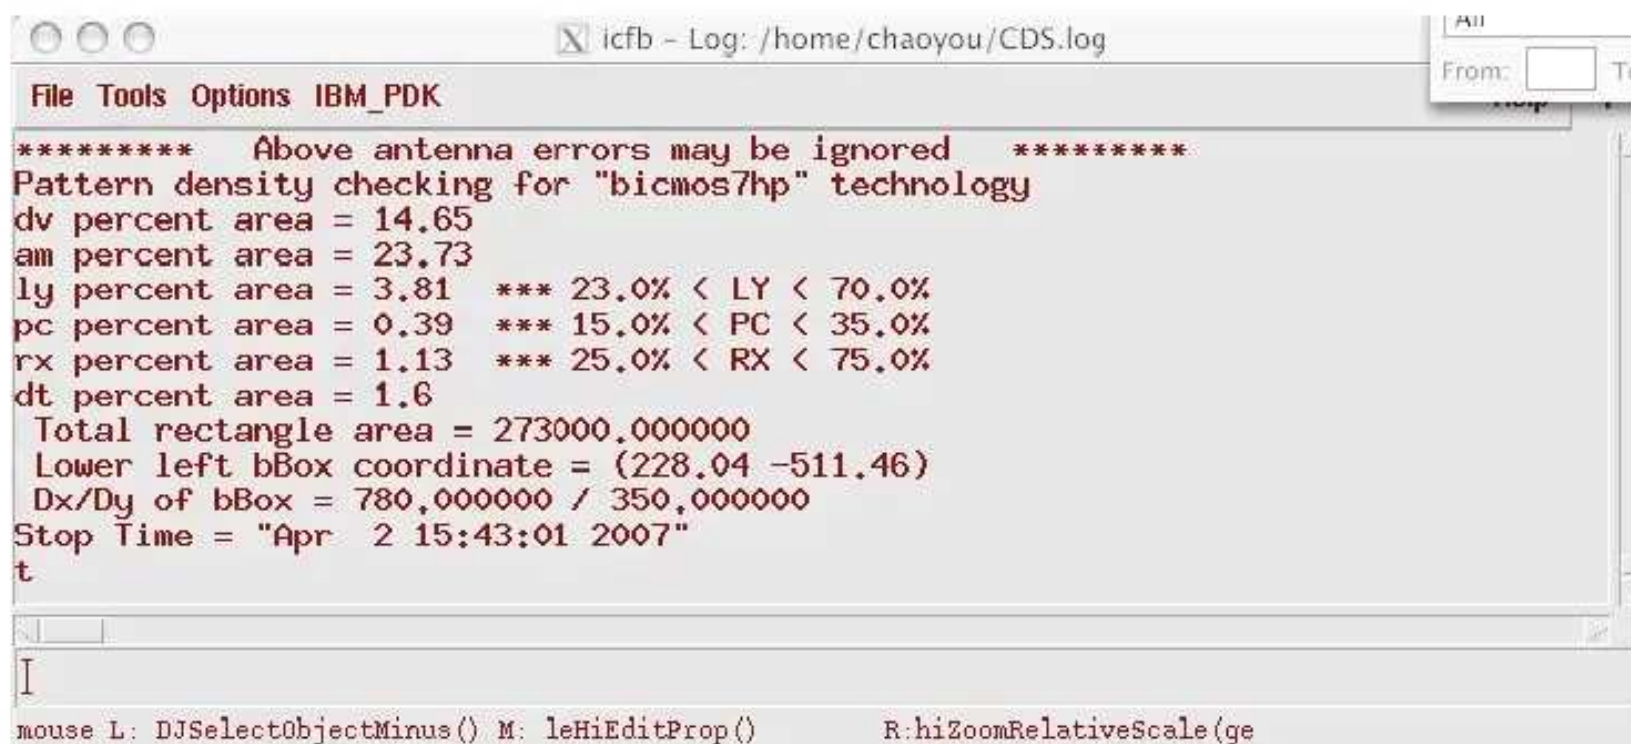 X icfb - Log: /home/chaoyou/CDS.log
All
From:
File Tools Options IBM_PDK
********* Above antenna errors may be ignored *********
Pattern density checking for "bicmos7hp" technology
dv percent area = 14.65
am percent area = 23.73
ly percent area = 3.81 *** 23.0% < LY < 70.0%
pc percent area = 0.39 *** 15.0% < PC < 35.0%
rx percent area = 1.13 *** 25.0% < RX < 75.0%
dt percent area = 1.6
Total rectangle area = 273000.000000
Lower left bBox coordinate = (228.04 -511.46)
Dx/Dy of bBox = 780.000000 / 350.000000
Stop Time = "Apr  2 15:43:01 2007"
t
mouse L: DJSelectObjectMinus() M: leHiEditProp() R:hiZoomRelativeScale(ge